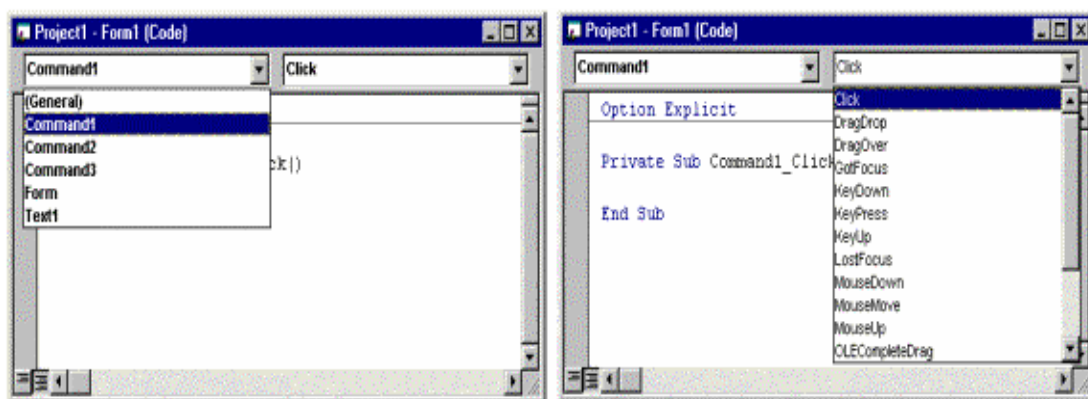 Project1 - Form1 (Code)
Command1
Click
(General)
Command1
Command2
Command3
Form
Text1
ck()
Project1 - Form1 (Code)
Command1
Click
Option Explicit
Private Sub Command1_Click
End Sub
Click
DragDrop
DragOver
GotFocus
KeyDown
KeyPress
KeyUp
LostFocus
MouseDown
MouseMove
MouseUp
OLECompleteDrag